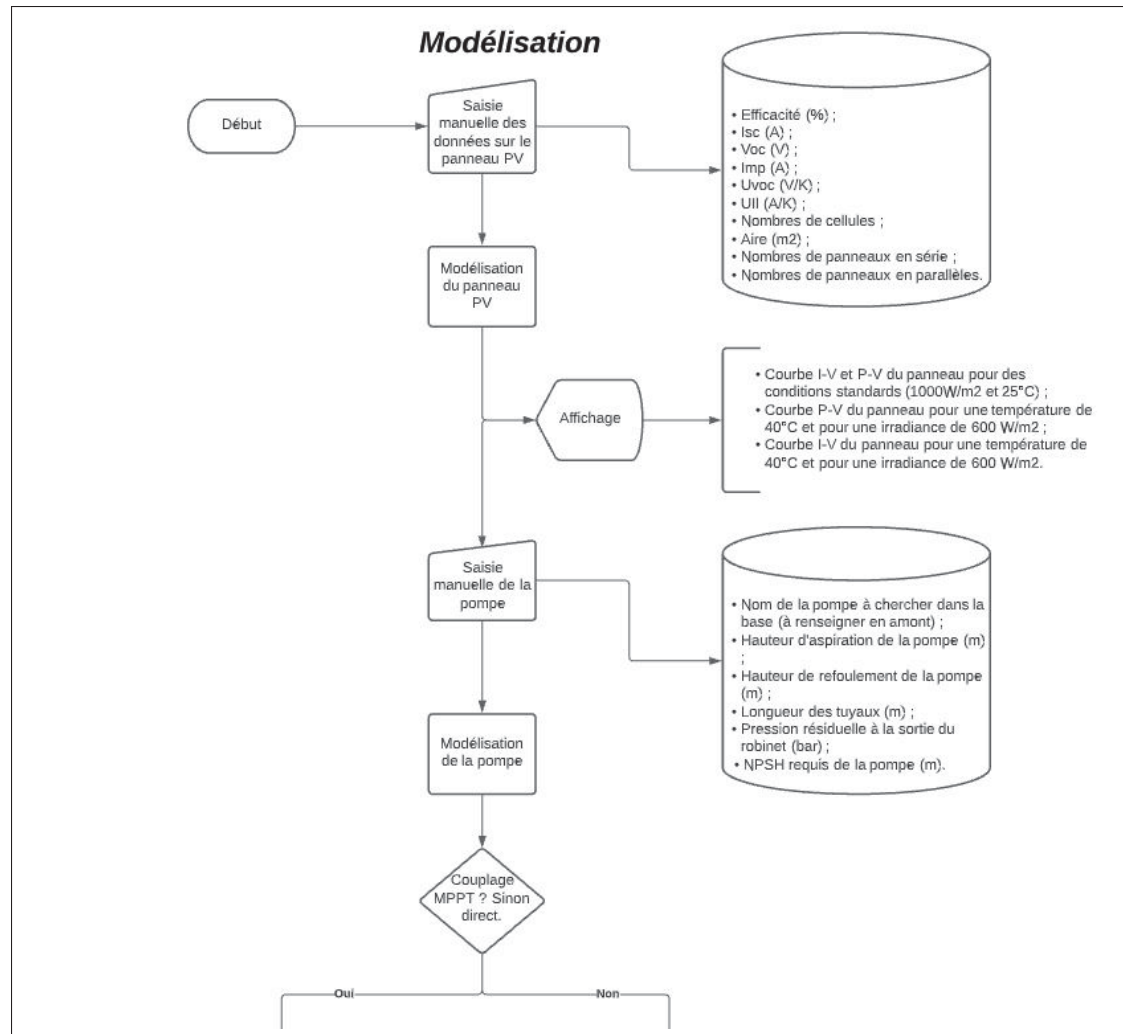 Modélisation
Début
Saisie
manuelle des
données sur le
panneau PV
• Efficacité (%) ;
• Isc (A) ;
• Voc (V) ;
• Imp (A) ;
• Uvoc (V/K) ;
• UII (A/K) ;
• Nombres de cellules ;
• Aire (m2) ;
• Nombres de panneaux en série ;
• Nombres de panneaux en parallèles.
Modélisation
du panneau
PV
Affichage
• Courbe I-V et P-V du panneau pour des
conditions standards (1000W/m2 et 25°C) ;
• Courbe P-V du panneau pour une température de
40°C et pour une irradiance de 600 W/m2 ;
• Courbe I-V du panneau pour une température de
40°C et pour une irradiance de 600 W/m2.
Saisie
manuelle de la
pompe
• Nom de la pompe à chercher dans la
base (à renseigner en amont) ;
• Hauteur d'aspiration de la pompe (m)
;
• Hauteur de refoulement de la pompe
(m) ;
• Longueur des tuyaux (m) ;
• Pression résiduelle à la sortie du
robinet (bar) ;
• NPSH requis de la pompe (m).
Modélisation
de la pompe
Couplage
MPPT ? Sinon
direct.
Oui
Non